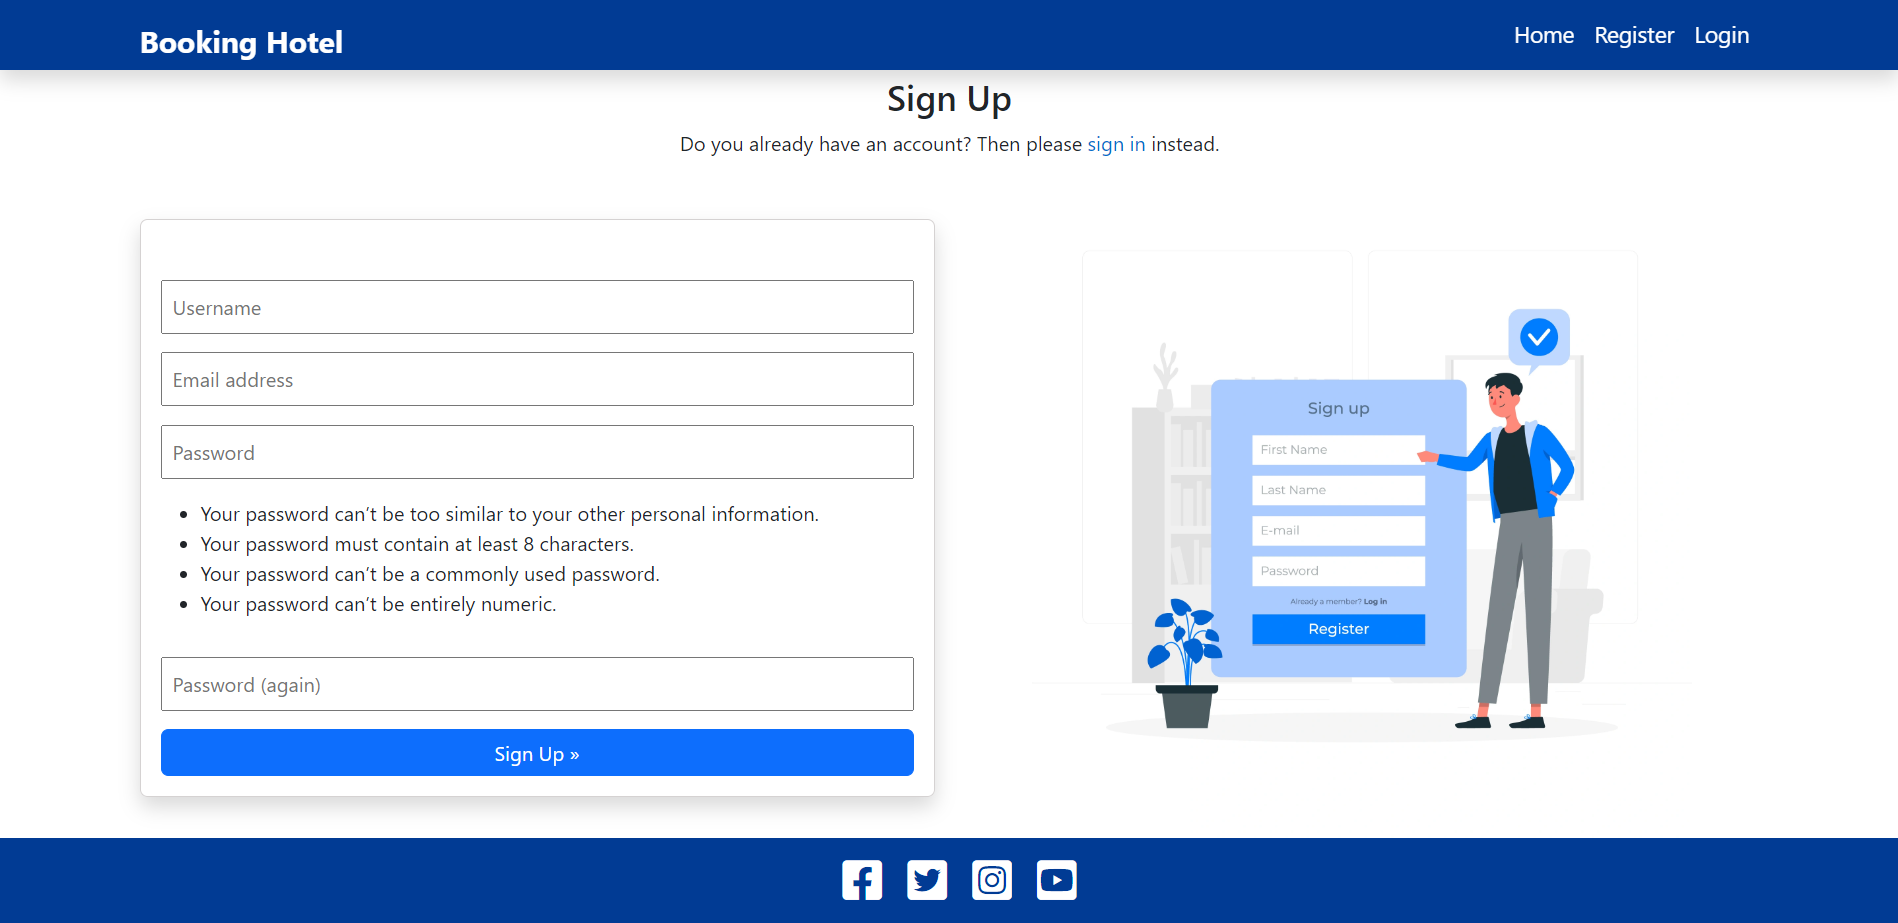 Booking Hotel
Home Register Login
Sign Up
Do you already have an account? Then please sign in instead.
Username
Email address
Password
Your password can’t be too similar to your other personal information.
Your password must contain at least 8 characters.
Your password can’t be a commonly used password.
Your password can’t be entirely numeric.
Password (again)
Sign Up »
Sign up
First Name
Last Name
E-mail
Password
Already a member? Log in
Register